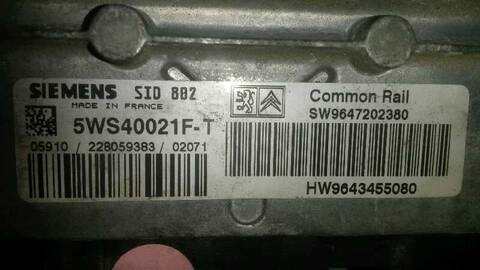 SIEMENS SID 802
MADE IN FRANCE
5WS40021F-T
05910 / 228059383 / 02071
Common Rail
SW9647202380
HW9643455080